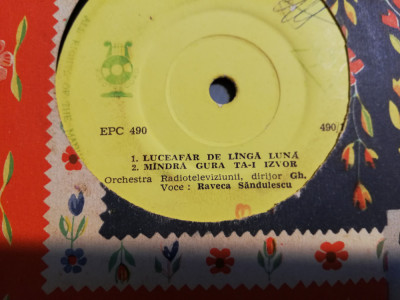 EPC 490
490 I
1. LUCEAFĂR DE LÎNGĂ LUNĂ
2. MÎNDRĂ GURA TA-I IZVOR
Orchestra Radioteleviziunii, dirijor Gh.
Voce: Raveca Săndulescu